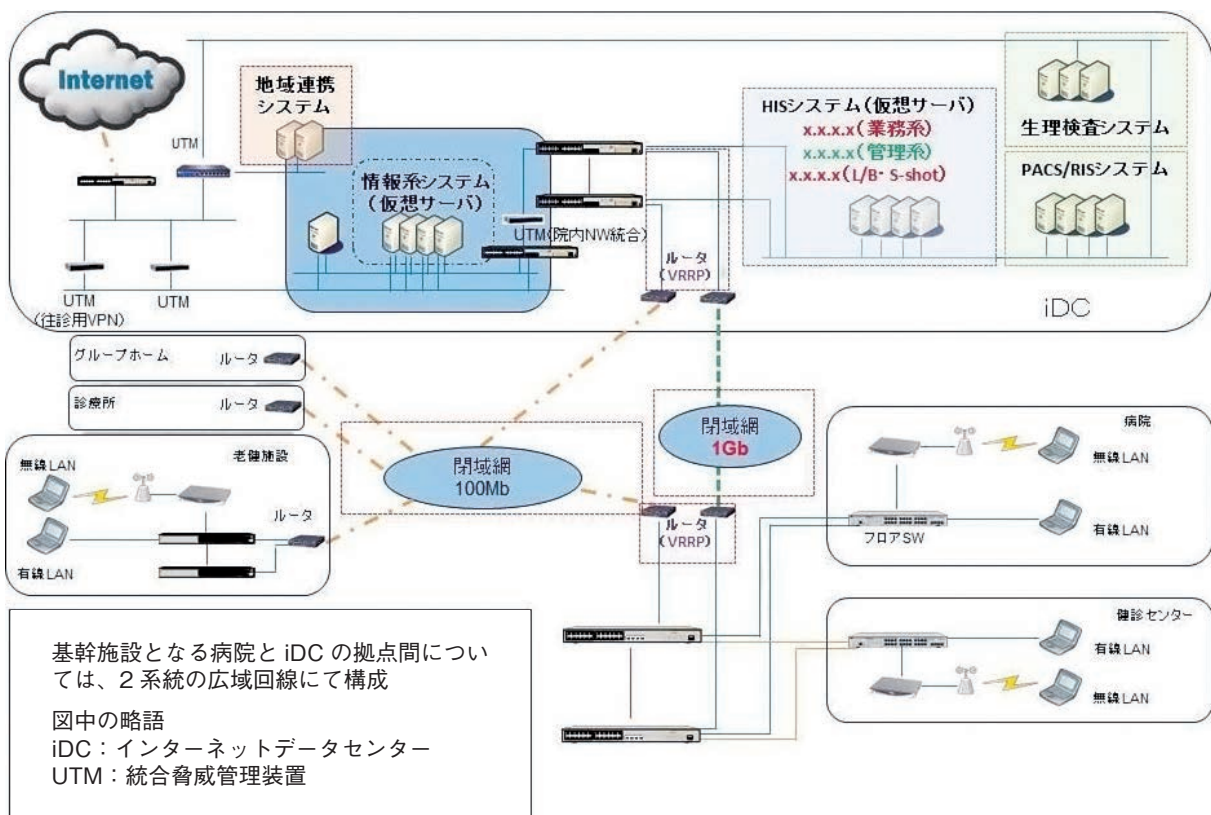 Internet
地域連携
システム
UTM
情報系システム
(仮想サーバ)
UTM(院内NW統合)
HISシステム(仮想サーバ)
x.x.x.x(業務系)
x.x.x.x(管理系)
x.x.x.x(L/B・S-shot)
生理検査システム
PACS/RISシステム
ルータ
(VRRP)
iDC
UTM
(往診用VPN)
UTM
グループホーム
ルータ
診療所
ルータ
老健施設
無線LAN
ルータ
有線LAN
閉域網
100Mb
閉域網
1Gb
ルータ
(VRRP)
病院
無線LAN
フロアSW
有線LAN
健診センター
有線LAN
無線LAN
基幹施設となる病院と iDC の拠点間につい
ては、2 系統の広域回線にて構成
図中の略語
iDC:インターネットデータセンター
UTM:統合脅威管理装置